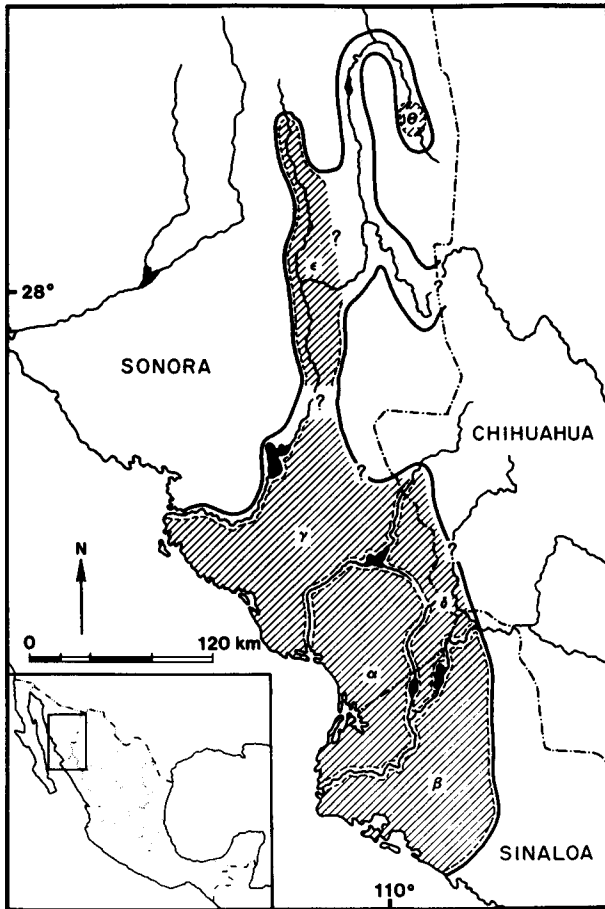 θ
?
ϵ
?
28°
SONORA
?
CHIHUAHUA
?
?
γ
N
δ
0 120 km
α
β
SINALOA
110°